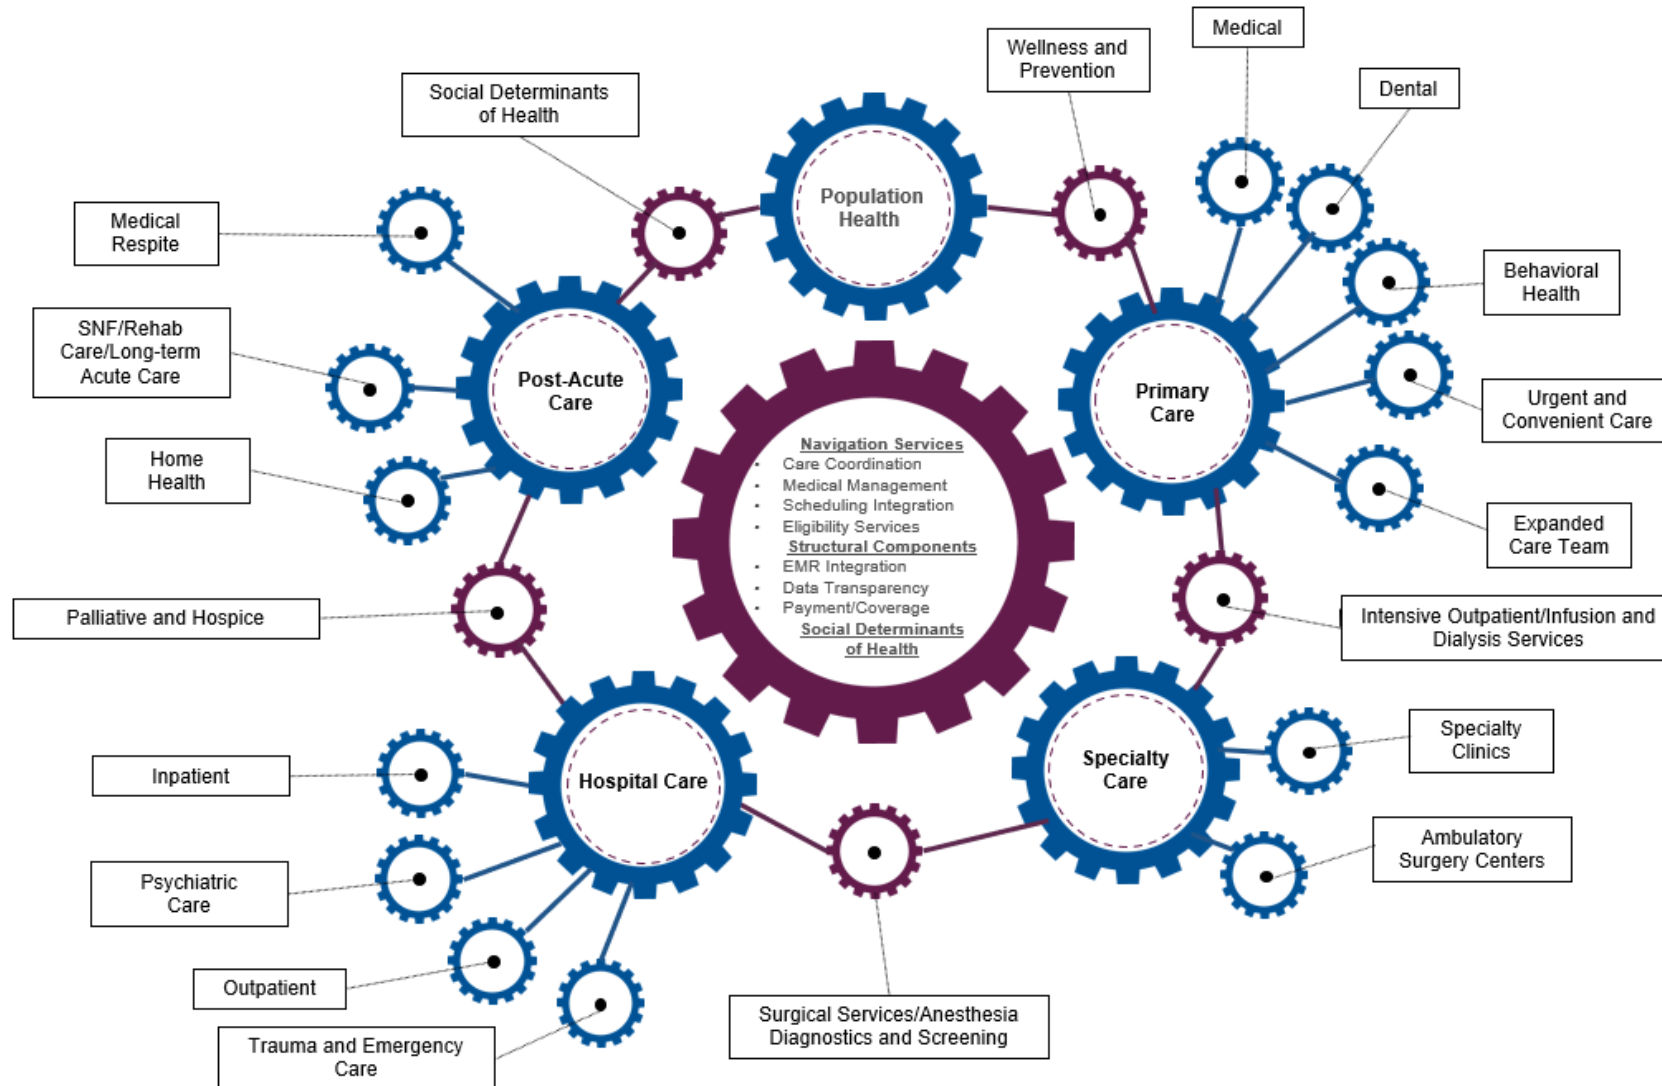 Medical
Wellness and
Prevention
Dental
Social Determinants
of Health
Population
Health
Medical
Respite
Behavioral
Health
SNF/Rehab
Care/Long-term
Acute Care
Post-Acute
Care
Primary
Care
Urgent and
Convenient Care
Home
Health
Navigation Services
▪ Care Coordination
▪ Medical Management
▪ Scheduling Integration
▪ Eligibility Services
Structural Components
▪ EMR Integration
▪ Data Transparency
▪ Payment/Coverage
Social Determinants
of Health
Expanded
Care Team
Palliative and Hospice
Intensive Outpatient/Infusion and
Dialysis Services
Specialty
Clinics
Hospital Care
Specialty
Care
Inpatient
Ambulatory
Surgery Centers
Psychiatric
Care
Outpatient
Surgical Services/Anesthesia
Diagnostics and Screening
Trauma and Emergency
Care